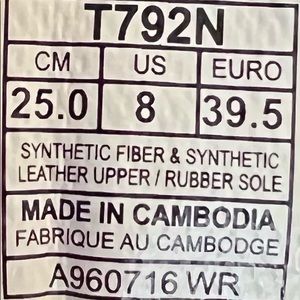 T792N
CM US EURO
25.0 8 39.5
SYNTHETIC FIBER & SYNTHETIC
LEATHER UPPER / RUBBER SOLE
MADE IN CAMBODIA
FABRIQUE AU CAMBODGE
A960716 WR